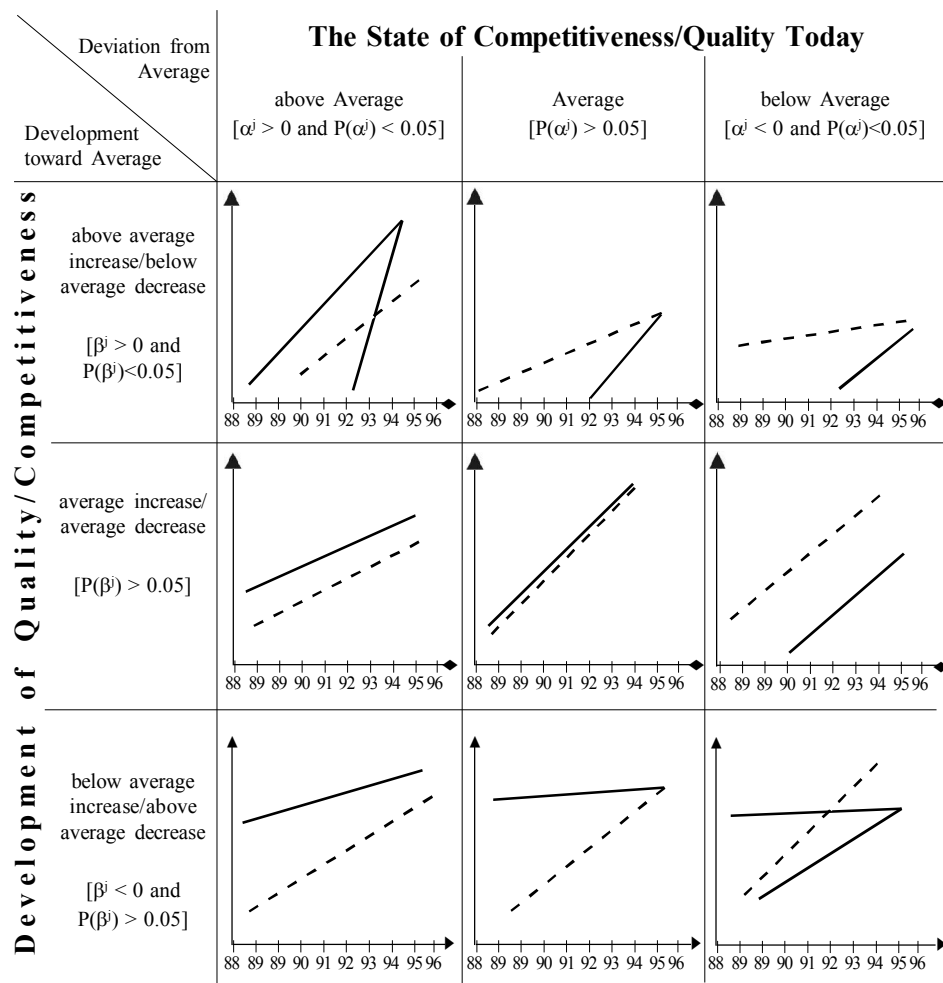 Deviation from
Average
Development
toward Average
The State of Competitiveness/Quality Today
above Average
[αʲ > 0 and P(αʲ) < 0.05]
Average
[P(αʲ) > 0.05]
below Average
[αʲ < 0 and P(αʲ)<0.05]
Development of Quality/Competitiveness
above average
increase/below
average decrease
[βʲ > 0 and
P(βʲ)<0.05]
88 89 90 91 92 93 94 95 96
88 89 90 91 92 93 94 95 96
88 89 90 91 92 93 94 95 96
average increase/
average decrease
[P(βʲ) > 0.05]
88 89 90 91 92 93 94 95 96
88 89 90 91 92 93 94 95 96
88 89 90 91 92 93 94 95 96
below average
increase/above
average decrease
[βʲ < 0 and
P(βʲ) > 0.05]
88 89 90 91 92 93 94 95 96
88 89 90 91 92 93 94 95 96
88 89 90 91 92 93 94 95 96